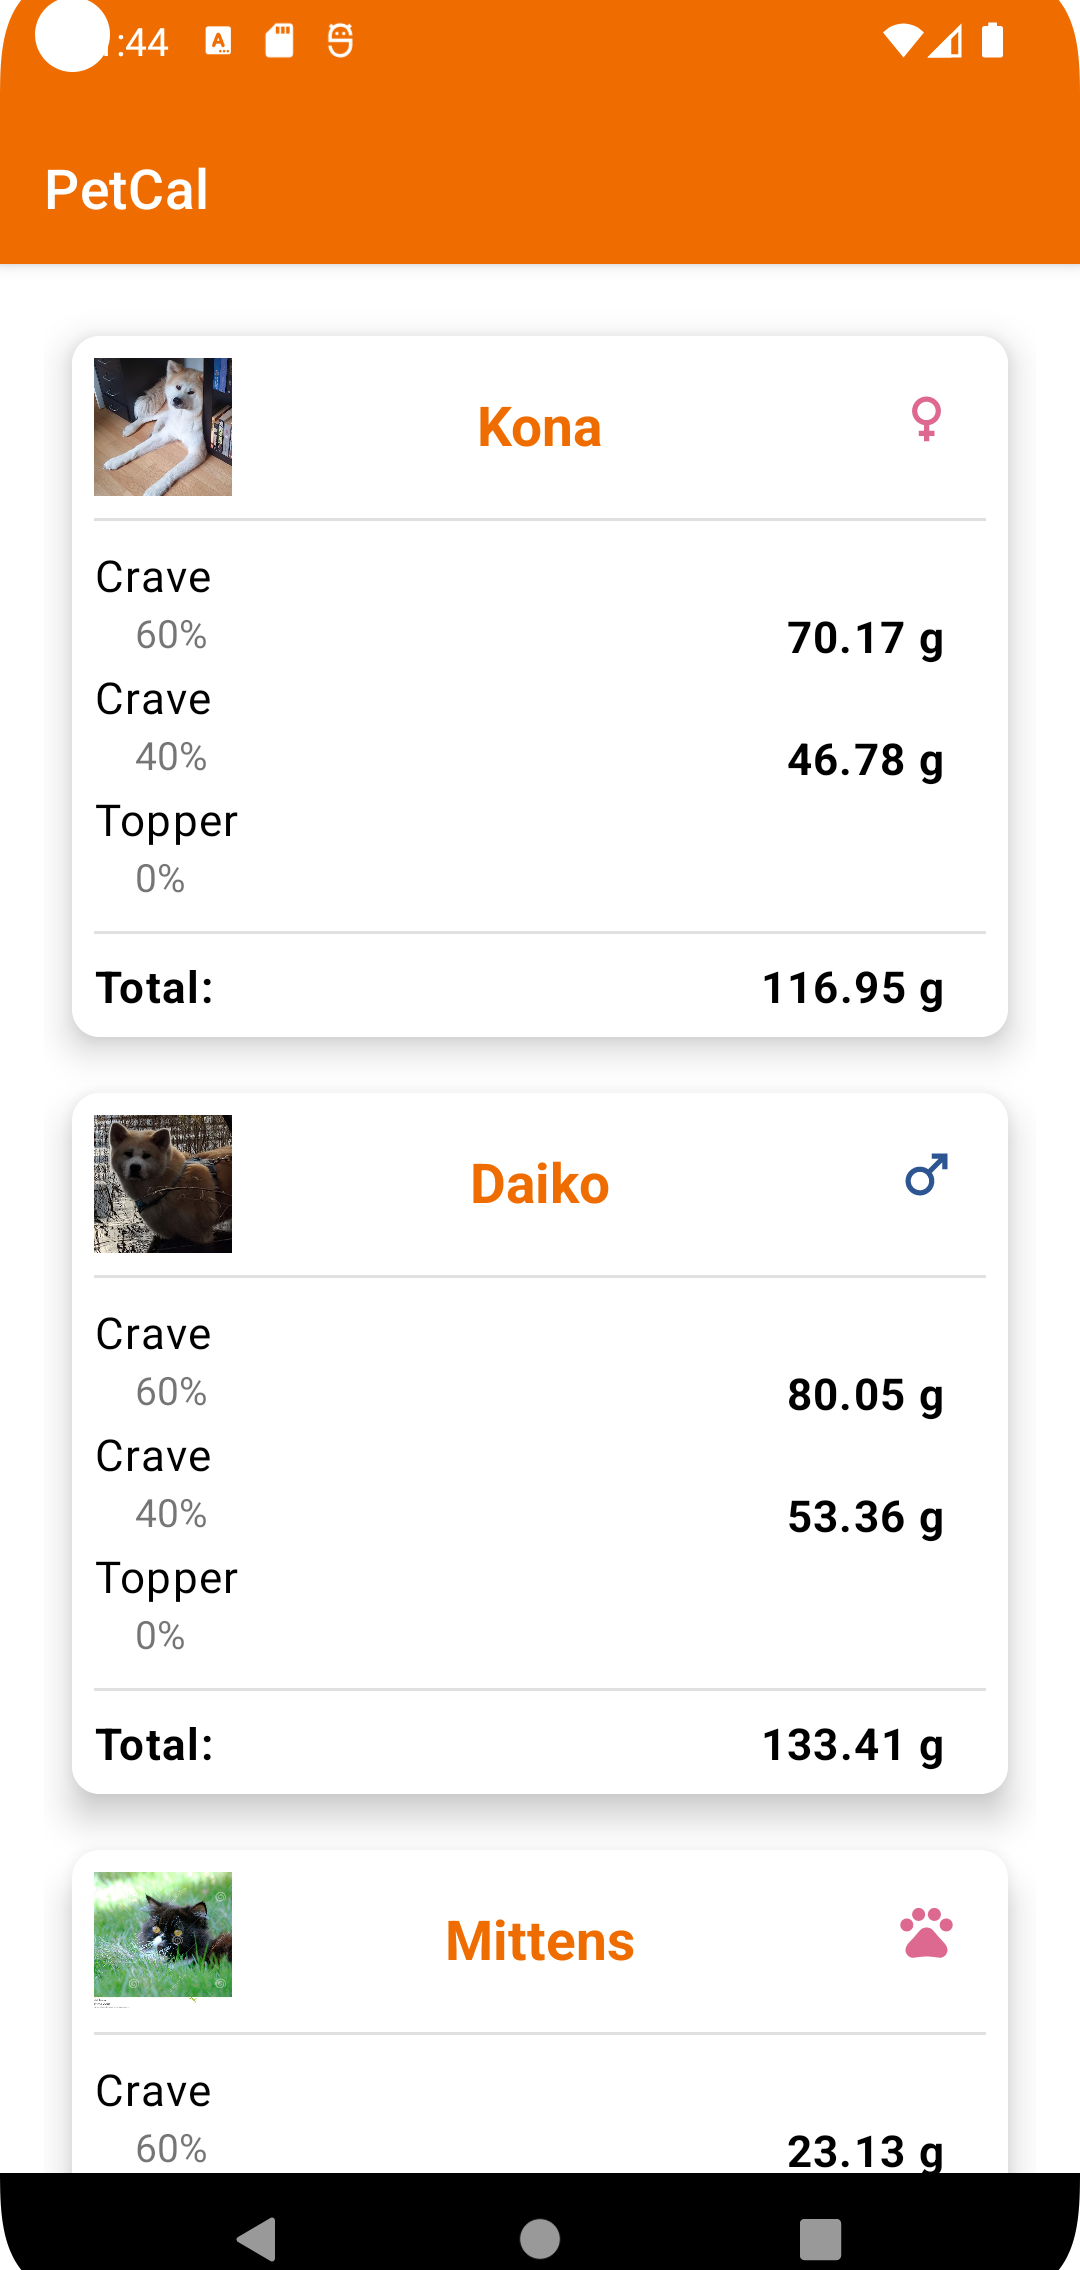 :44
PetCal
Kona
Crave
60% 70.17 g
Crave
40% 46.78 g
Topper
0%
Total: 116.95 g
Daiko
Crave
60% 80.05 g
Crave
40% 53.36 g
Topper
0%
Total: 133.41 g
Mittens
Crave
60% 23.13 g